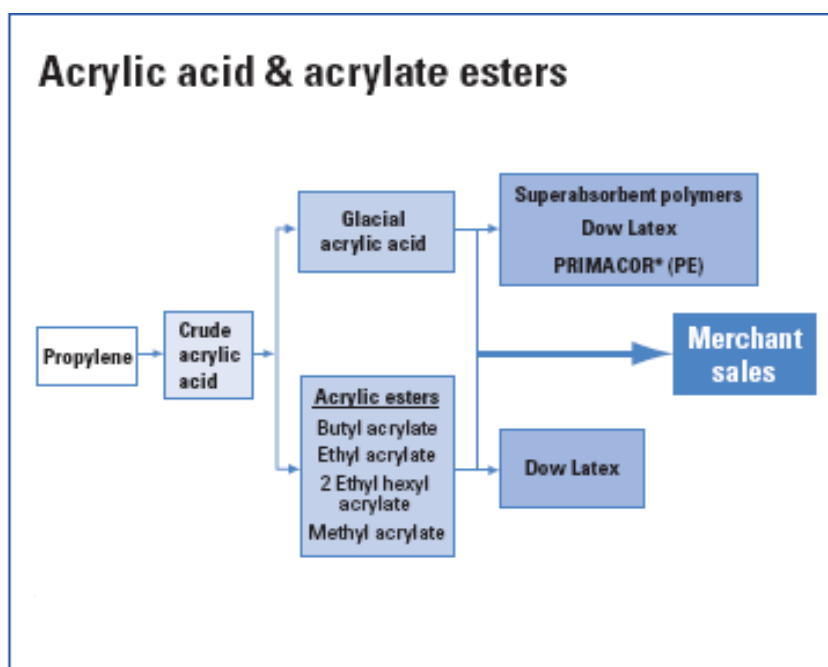 Acrylic acid & acrylate esters
Propylene
Crude
acrylic
acid
Glacial
acrylic acid
Acrylic esters
Butyl acrylate
Ethyl acrylate
2 Ethyl hexyl
acrylate
Methyl acrylate
Superabsorbent polymers
Dow Latex
PRIMACOR* (PE)
Merchant
sales
Dow Latex